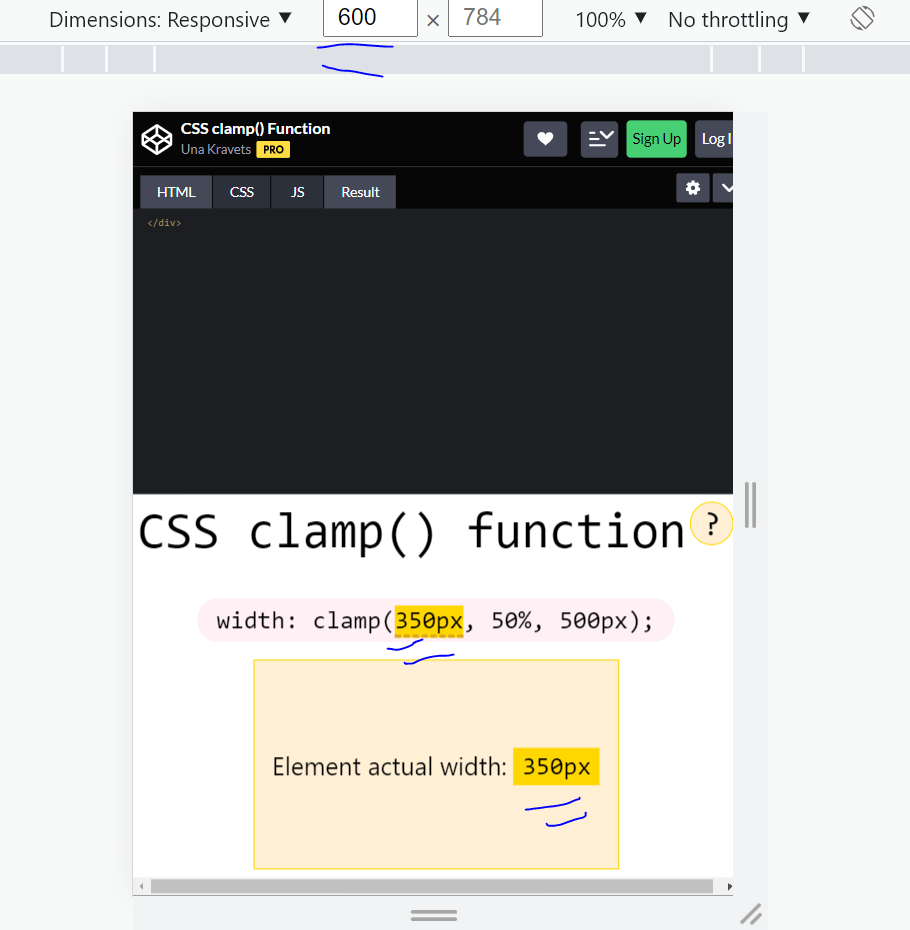 Dimensions: Responsive ▼ 600 × 784 100% ▼ No throttling ▼
CSS clamp() Function
Una Kravets PRO
Sign Up
Log I
HTML CSS JS Result
</div>
CSS clamp() function ?
width: clamp(350px, 50%, 500px);
Element actual width: 350px